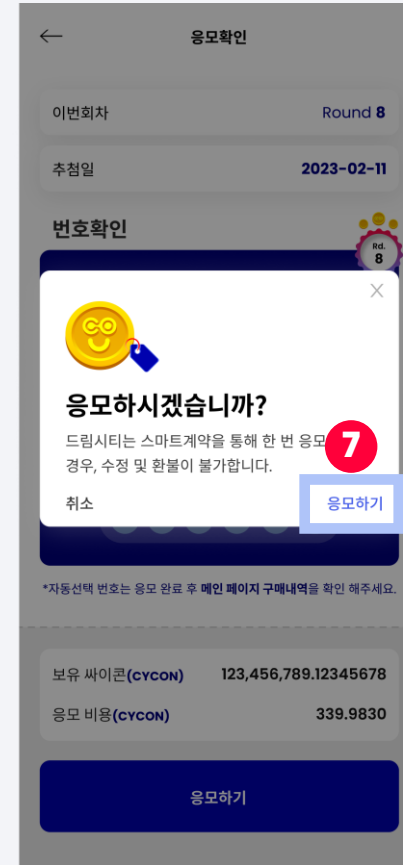 응모확인
이번회차 Round 8
추첨일 2023-02-11
번호확인
Rd.
8
CO
응모하시겠습니까?
드림시티는 스마트계약을 통해 한 번 응모
경우, 수정 및 환불이 불가합니다.
7
취소 응모하기
*자동선택 번호는 응모 완료 후 메인 페이지 구매내역을 확인 해주세요.
보유 싸이콘(CYCON) 123,456,789.12345678
응모 비용(CYCON) 339.9830
응모하기